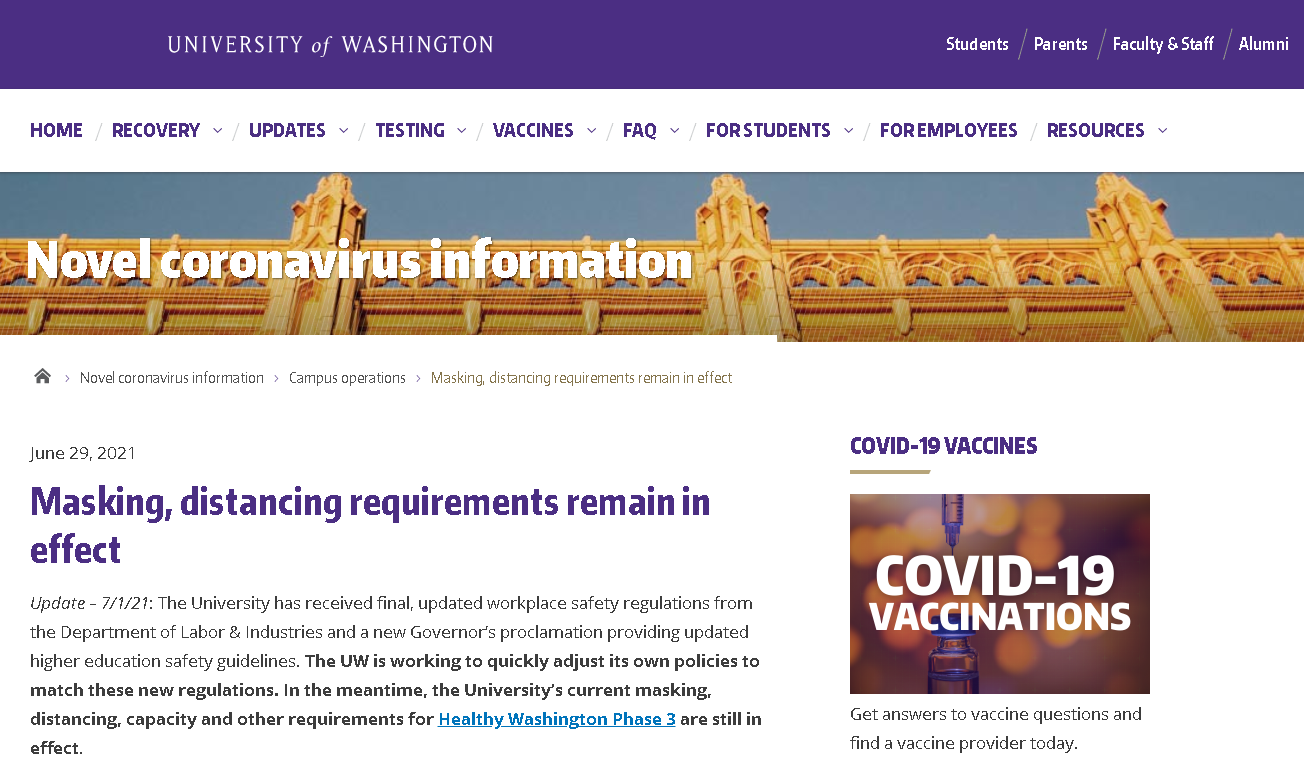 UNIVERSITY of WASHINGTON
Students Parents Faculty & Staff Alumni
HOME RECOVERY UPDATES TESTING VACCINES FAQ FOR STUDENTS FOR EMPLOYEES RESOURCES
Novel coronavirus information
Novel coronavirus information › Campus operations › Masking, distancing requirements remain in effect
June 29, 2021
Masking, distancing requirements remain in
effect
Update – 7/1/21: The University has received final, updated workplace safety regulations from
the Department of Labor & Industries and a new Governor's proclamation providing updated
higher education safety guidelines. The UW is working to quickly adjust its own policies to
match these new regulations. In the meantime, the University's current masking,
distancing, capacity and other requirements for Healthy Washington Phase 3 are still in
effect.
COVID-19 VACCINES
COVID-19
VACCINATIONS
Get answers to vaccine questions and
find a vaccine provider today.